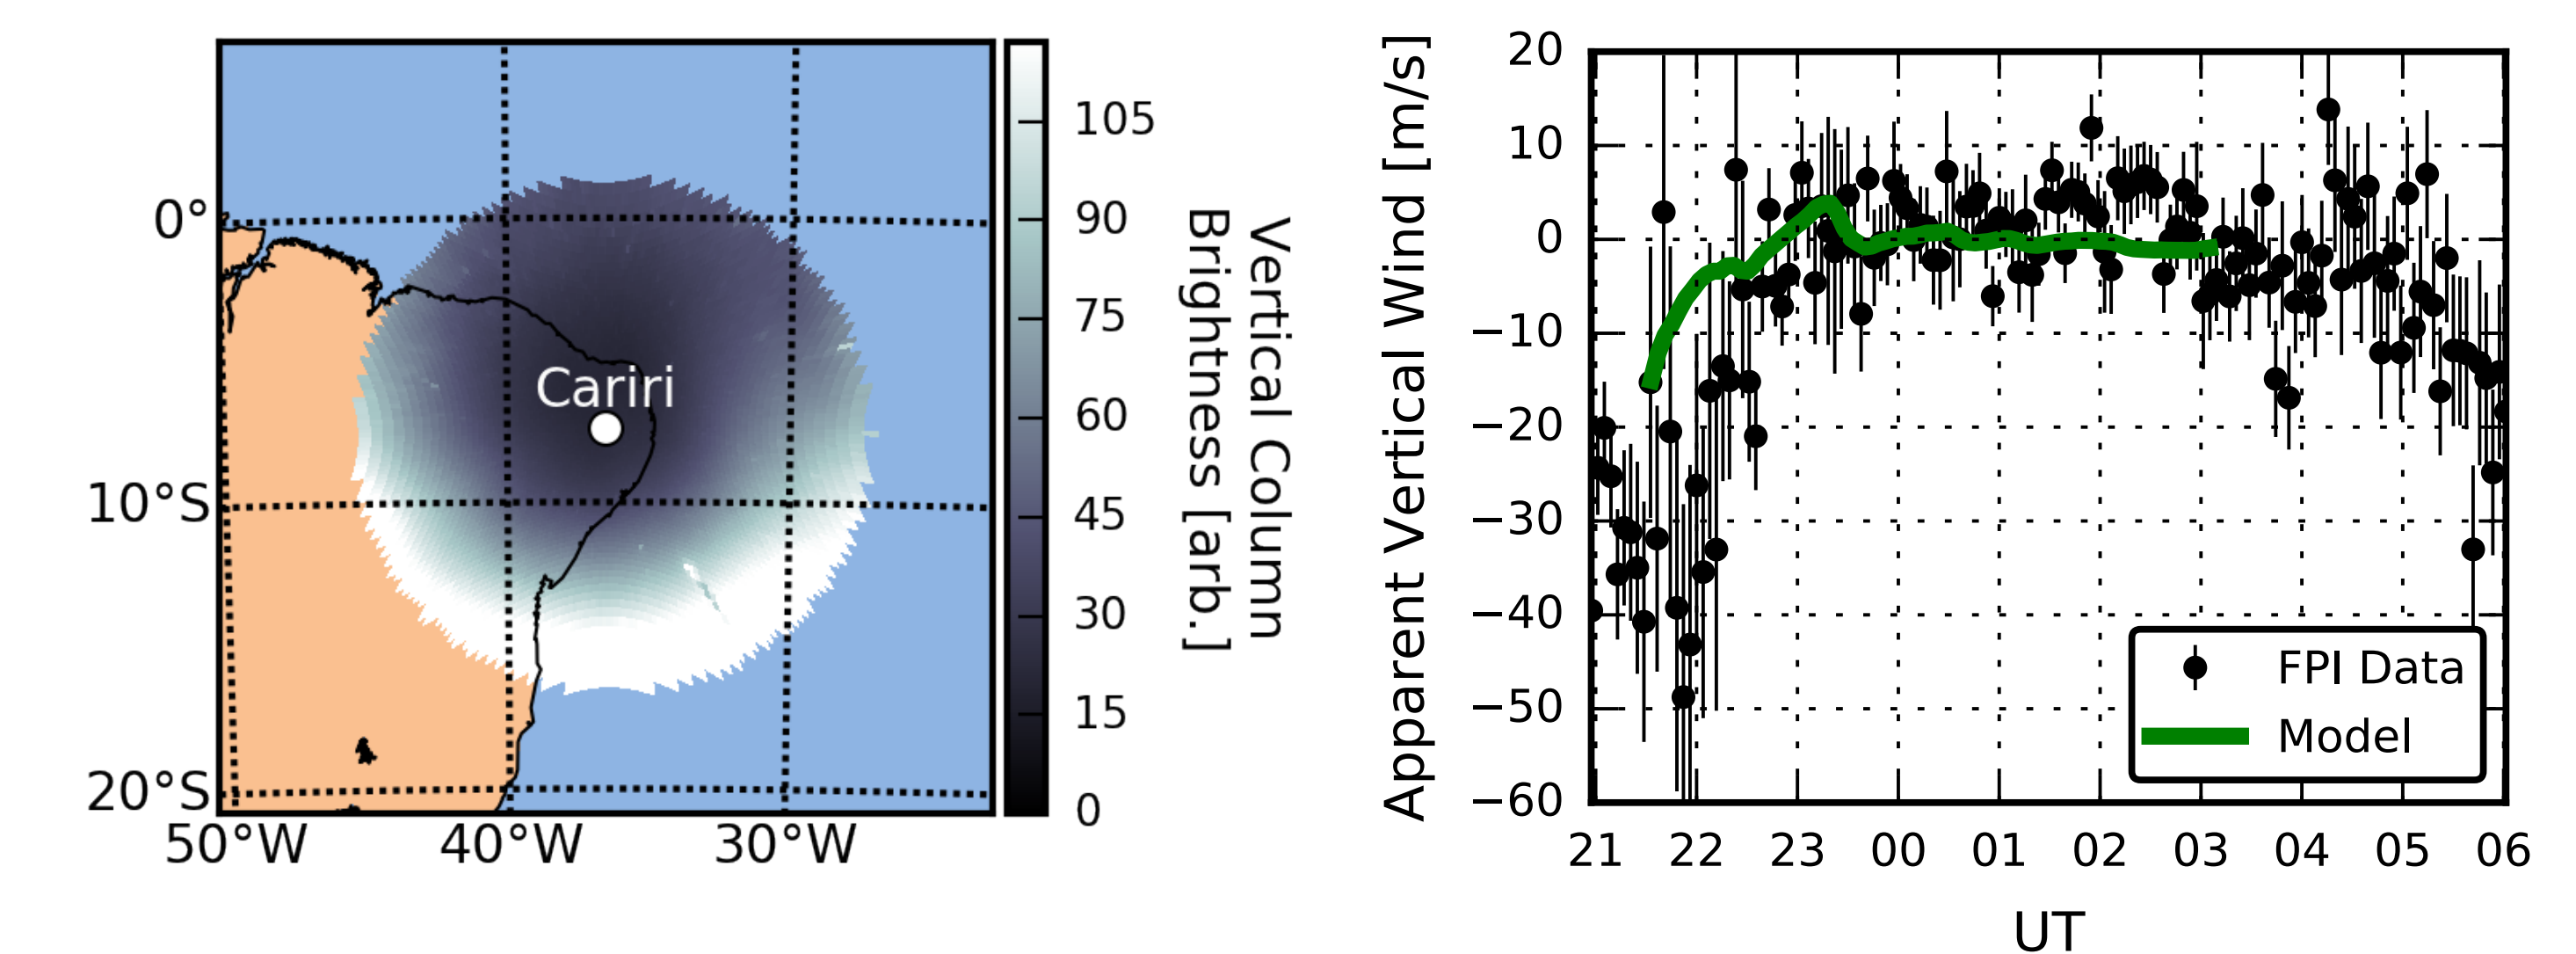 0°
10°S
20°S
50°W
40°W
30°W
Cariri
105
90
75
60
45
30
15
0
Vertical Column
Brightness [arb.]
Apparent Vertical Wind [m/s]
20
10
0
−10
−20
−30
−40
−50
−60
21
22
23
00
01
02
03
04
05
06
UT
FPI Data
Model